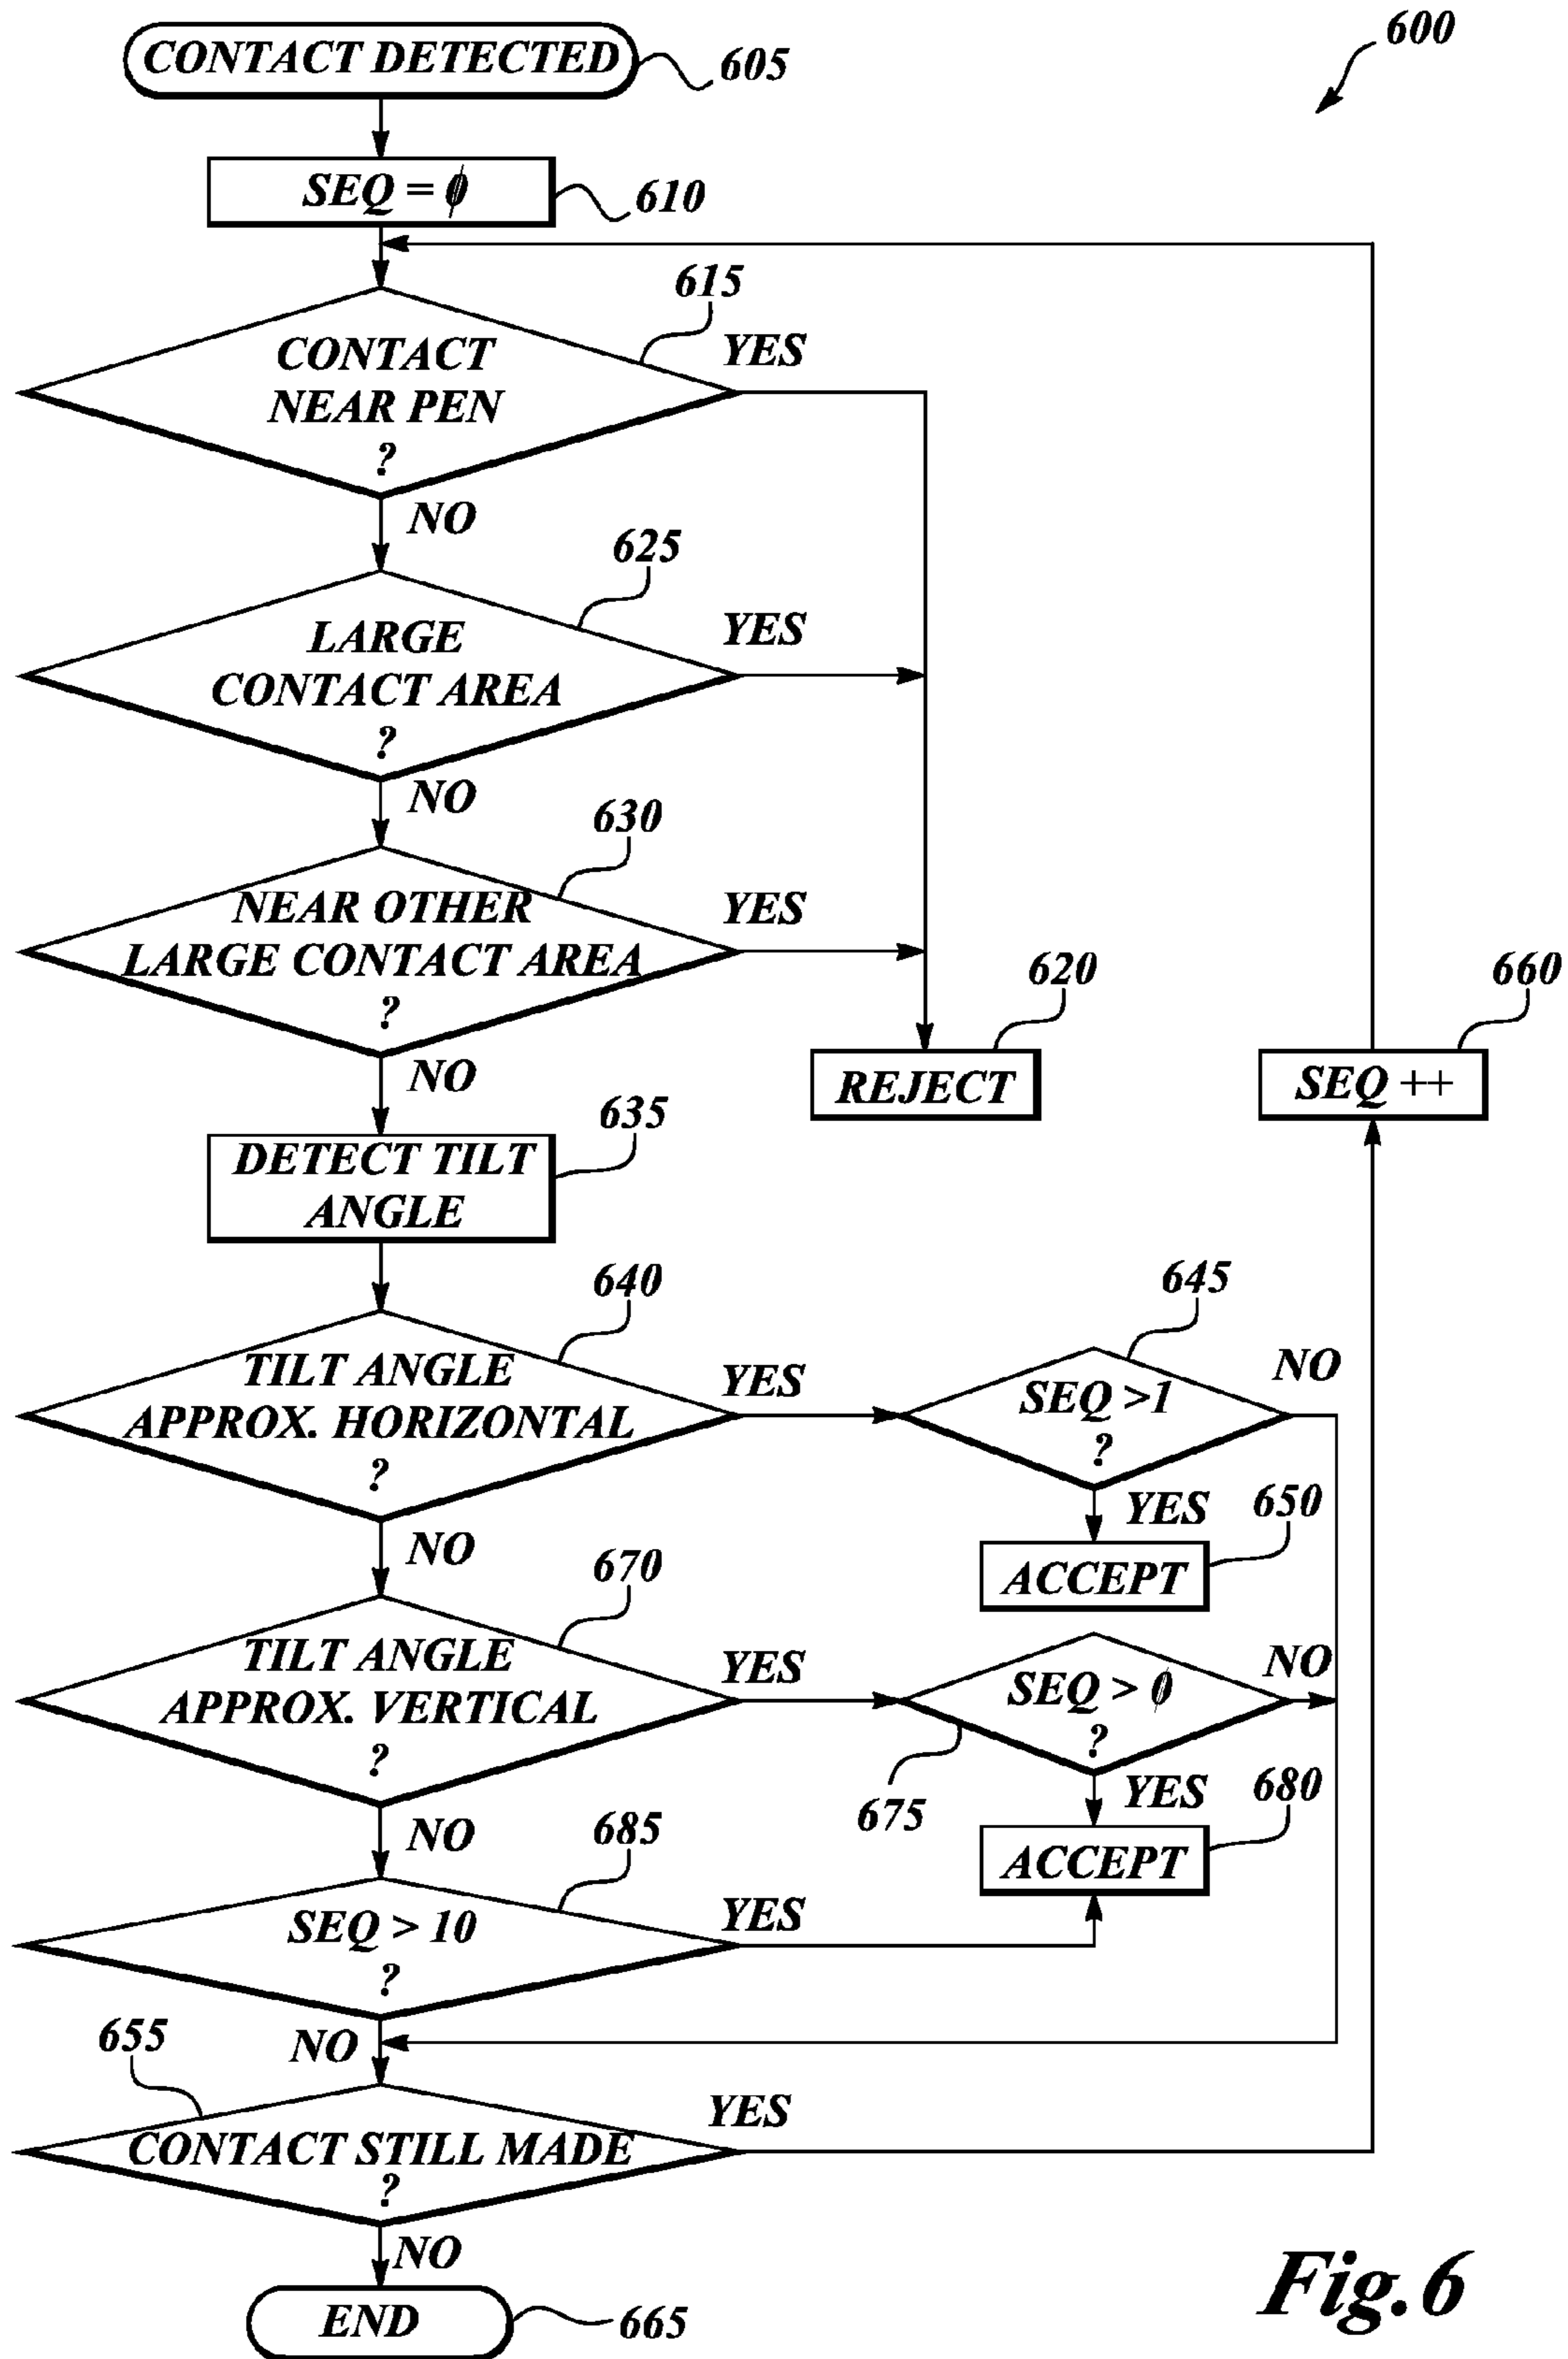 600
CONTACT DETECTED
605
SEQ = ϕ
610
615
CONTACT
NEAR PEN
?
YES
NO
625
LARGE
CONTACT AREA
?
YES
NO
630
NEAR OTHER
LARGE CONTACT AREA
?
YES
NO
620
REJECT
660
SEQ ++
635
DETECT TILT
ANGLE
640
TILT ANGLE
APPROX. HORIZONTAL
?
YES
NO
645
SEQ >1
?
NO
YES
650
ACCEPT
670
TILT ANGLE
APPROX. VERTICAL
?
YES
NO
SEQ > ϕ
?
NO
675
YES
680
ACCEPT
685
SEQ > 10
?
YES
NO
655
CONTACT STILL MADE
?
YES
NO
END
665
Fig.6